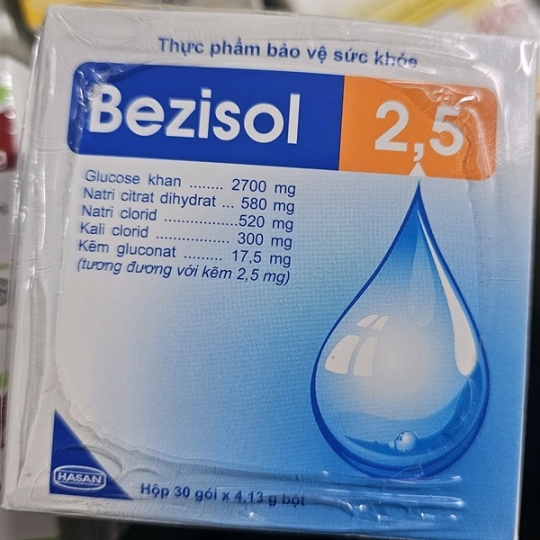 Thực phẩm bảo vệ sức khỏe
Bezisol 2,5
Glucose khan ........ 2700 mg
Natri citrat dihydrat ... 580 mg
Natri clorid ..................520 mg
Kali clorid .................. 300 mg
Kẽm gluconat ......... 17,5 mg
(tương đương với kẽm 2,5 mg)
HASAN
Hộp 30 gói x 4,13 g bột